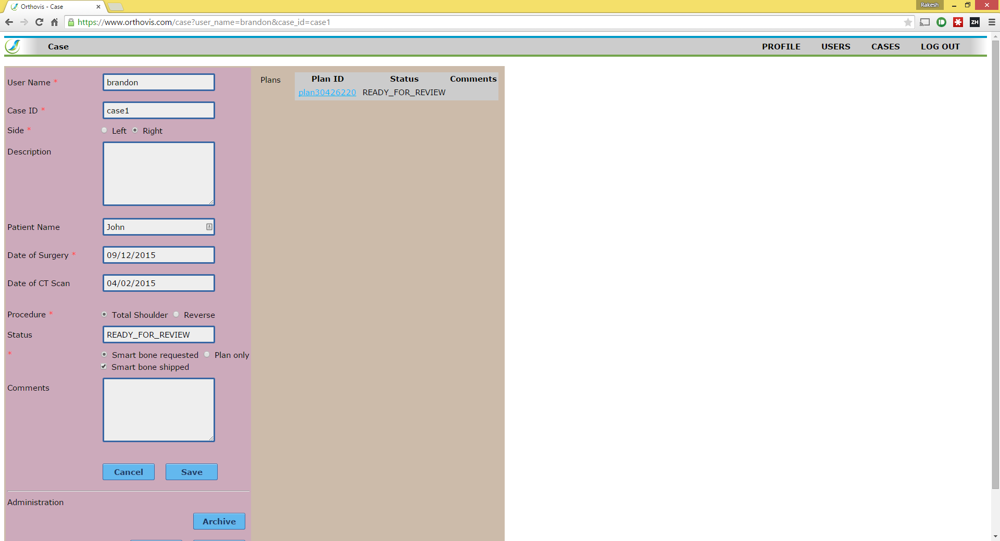 Orthovis - Case
Rakesh
https://www.orthovis.com/case?user_name=brandon&case_id=case1
ZH
Case PROFILE USERS CASES LOG OUT
User Name * brandon
Case ID * case1
Side * Left Right
Description
Patient Name John
Date of Surgery * 09/12/2015
Date of CT Scan 04/02/2015
Procedure * Total Shoulder Reverse
Status READY_FOR_REVIEW
* Smart bone requested Plan only
Smart bone shipped
Comments
Cancel Save
Administration
Archive
Plans Plan ID Status Comments
plan30426220 READY_FOR_REVIEW